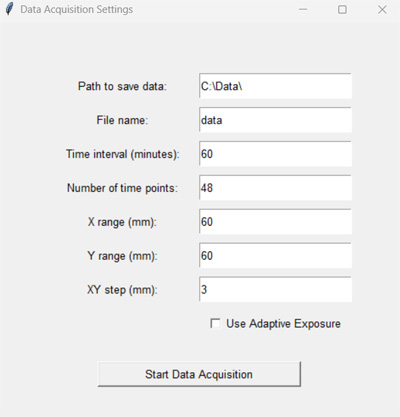 Data Acquisition Settings
Path to save data: C:\Data\
File name: data
Time interval (minutes): 60
Number of time points: 48
X range (mm): 60
Y range (mm): 60
XY step (mm): 3
Use Adaptive Exposure
Start Data Acquisition